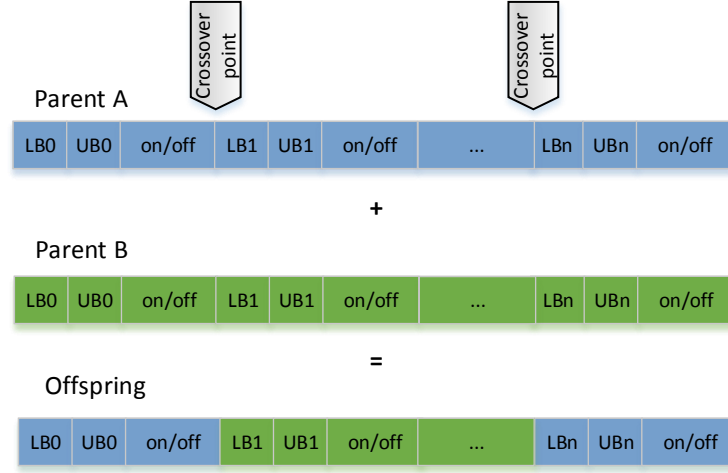 Crossover
point
Crossover
point
Parent A
LB0 UB0 on/off LB1 UB1 on/off ... LBn UBn on/off
+
Parent B
LB0 UB0 on/off LB1 UB1 on/off ... LBn UBn on/off
=
Offspring
LB0 UB0 on/off LB1 UB1 on/off ... LBn UBn on/off